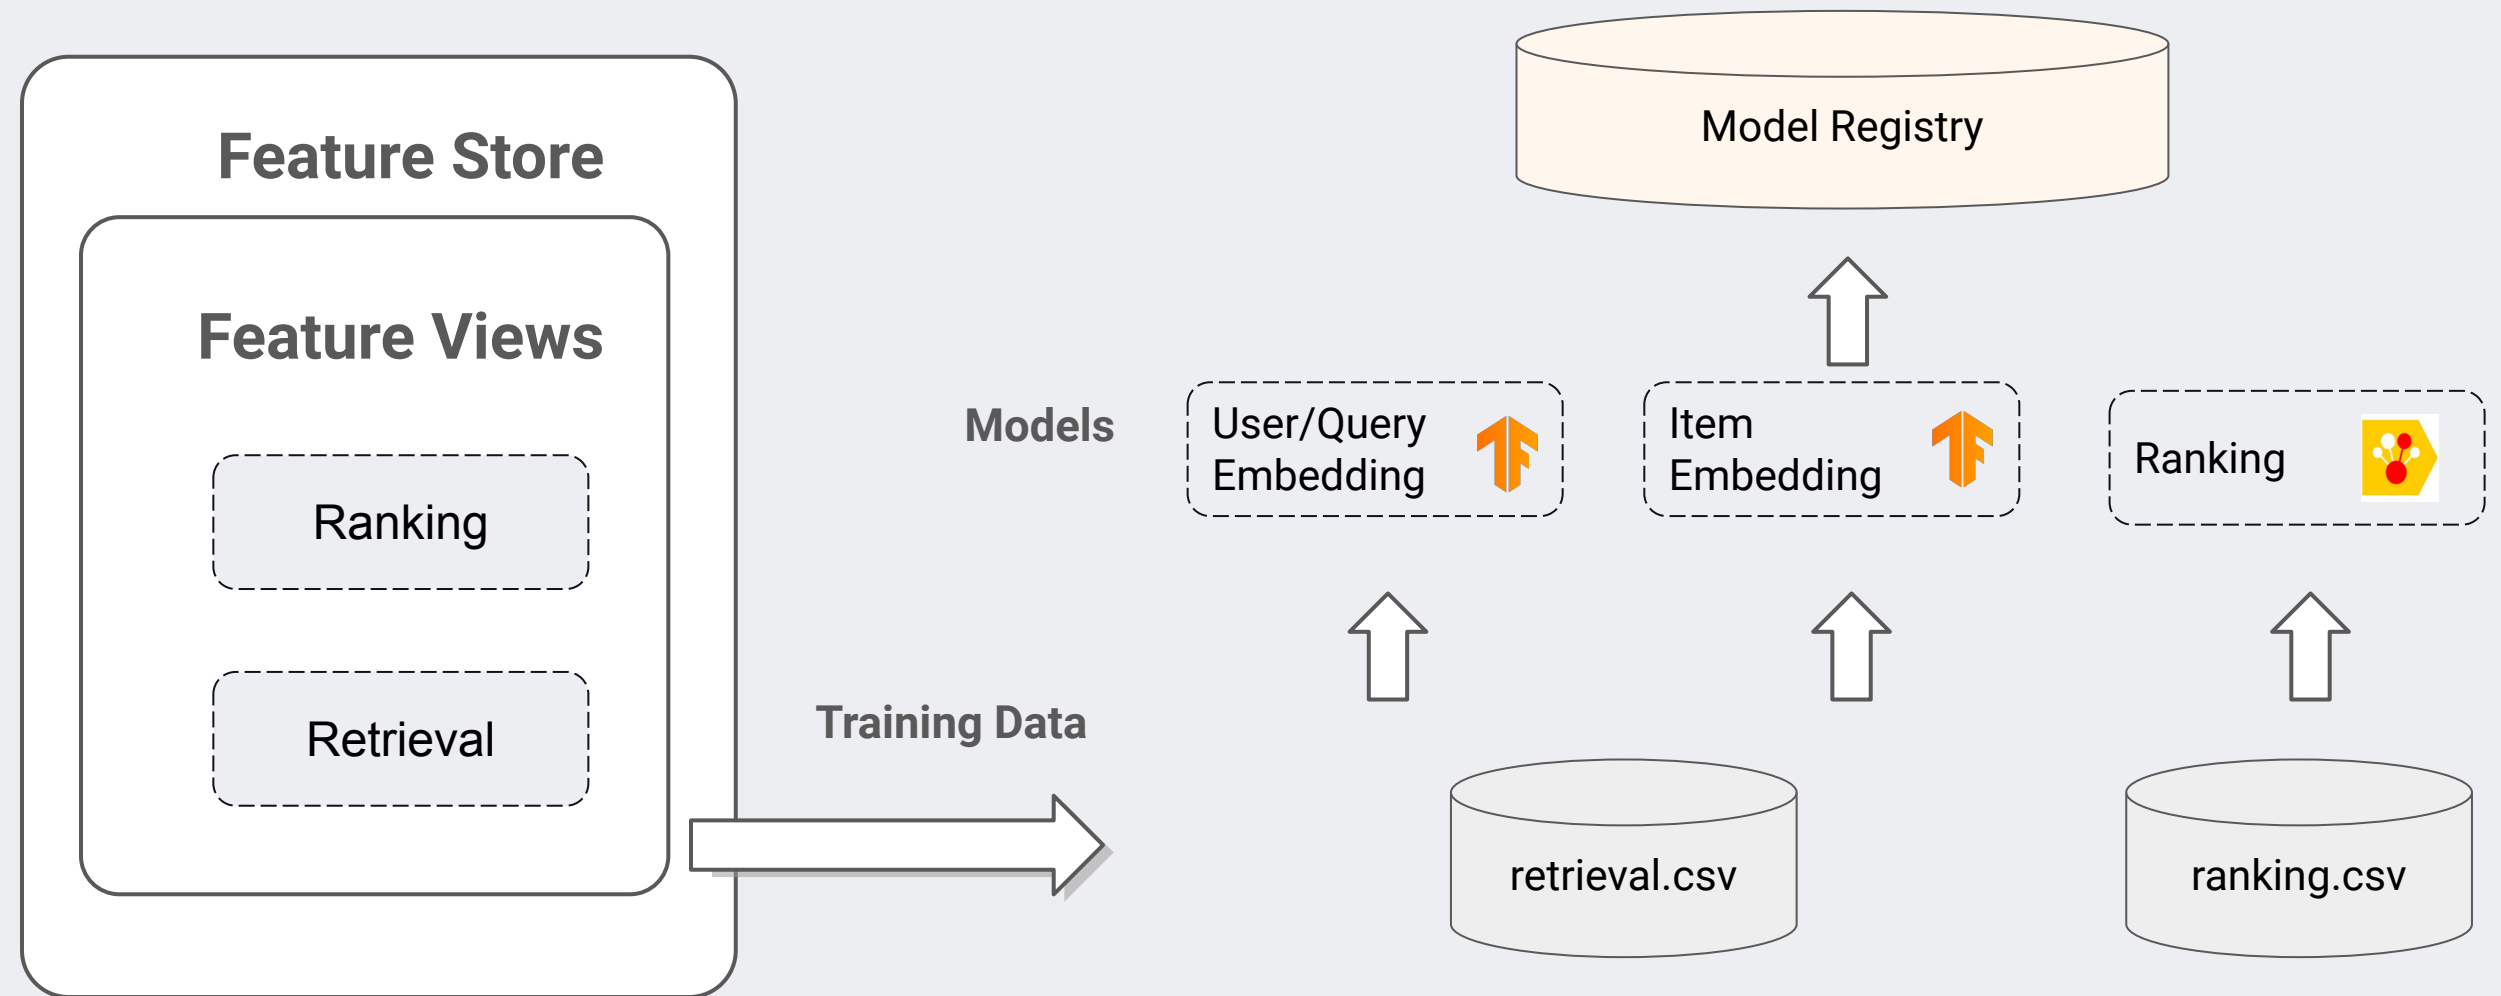 Feature Store
Feature Views
Ranking
Retrieval
Training Data
Models
Model Registry
User/Query
Embedding
Item
Embedding
Ranking
retrieval.csv
ranking.csv